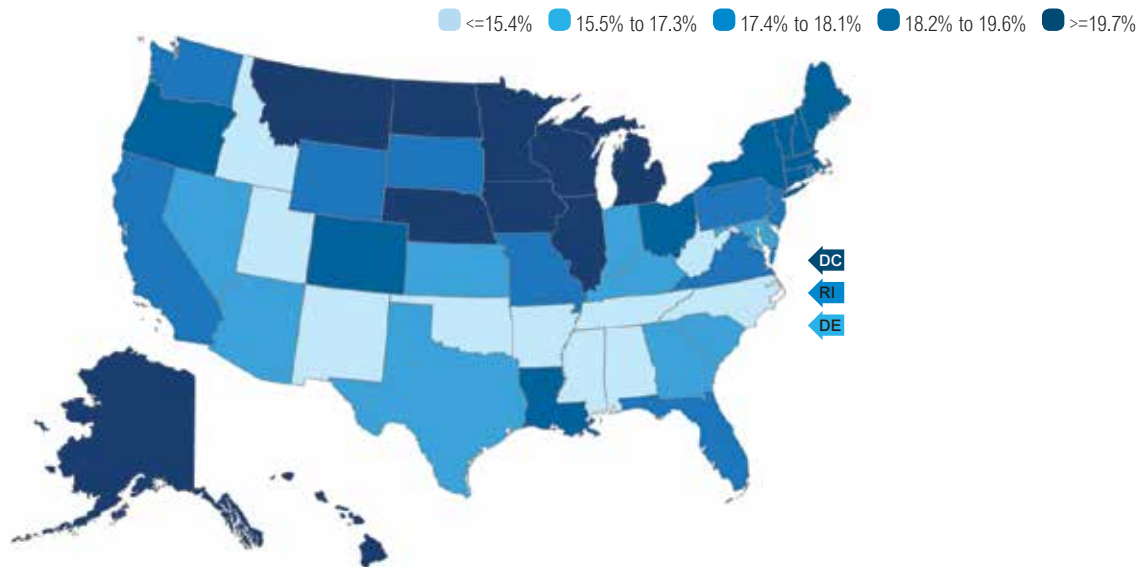 <=15.4% 15.5% to 17.3% 17.4% to 18.1% 18.2% to 19.6% >=19.7%
DC
RI
DE